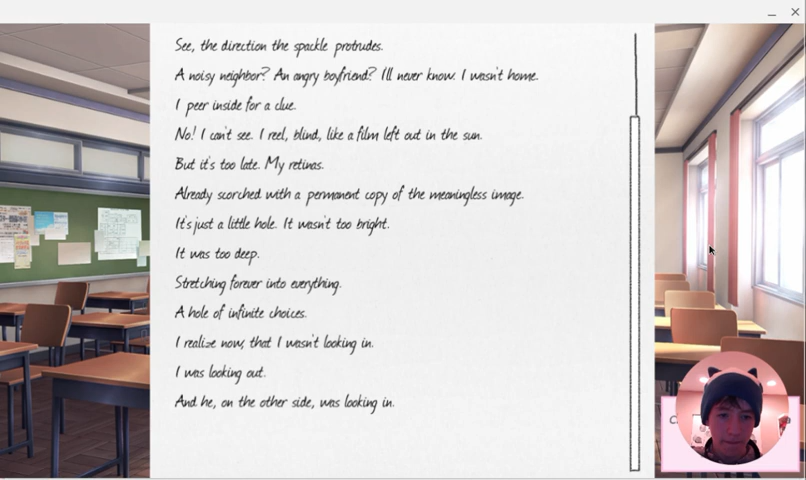 See, the direction the spackle protrudes.
A noisy neighbor? An angry boyfriend? I'll never know. I wasn't home.
I peer inside for a clue.
No! I can't see. I reel, blind, like a film left out in the sun.
But it's too late. My retinas.
Already scorched with a permanent copy of the meaningless image.
It's just a little hole. It wasn't too bright.
It was too deep.
Stretching forever into everything.
A hole of infinite choices.
I realize now, that I wasn't looking in.
I was looking out.
And he, on the other side, was looking in.